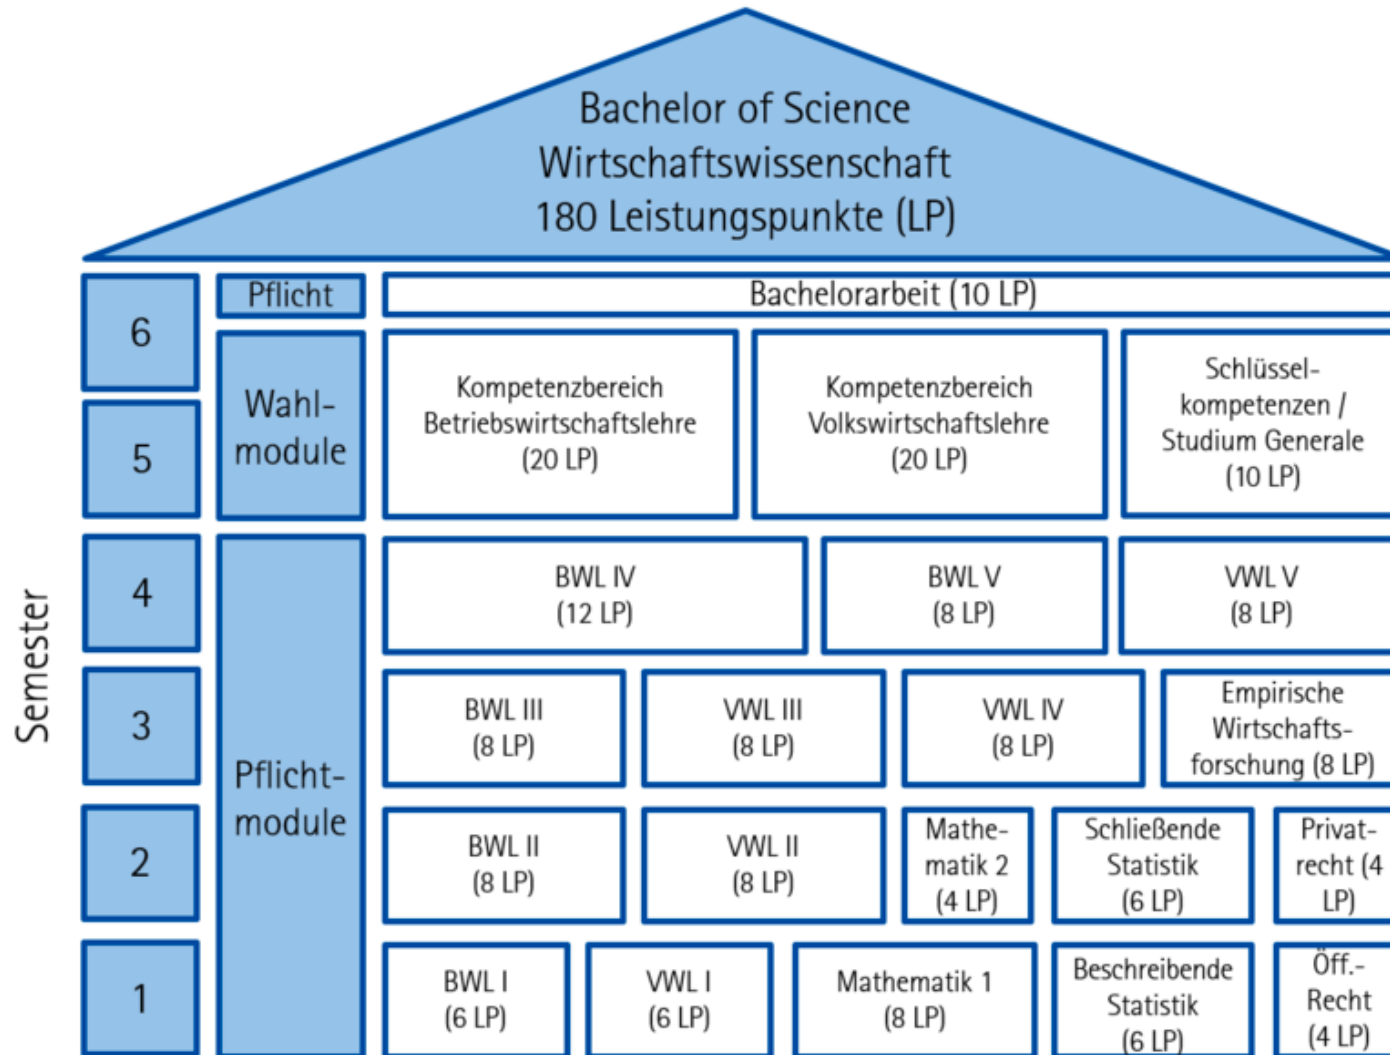 Bachelor of Science
Wirtschaftswissenschaft
180 Leistungspunkte (LP)
Semester
6
Pflicht
Bachelorarbeit (10 LP)
5
Wahl-
module
Kompetenzbereich
Betriebswirtschaftslehre
(20 LP)
Kompetenzbereich
Volkswirtschaftslehre
(20 LP)
Schlüssel-
kompetenzen /
Studium Generale
(10 LP)
4
Pflicht-
module
BWL IV
(12 LP)
BWL V
(8 LP)
VWL V
(8 LP)
3
BWL III
(8 LP)
VWL III
(8 LP)
VWL IV
(8 LP)
Empirische
Wirtschafts-
forschung (8 LP)
2
BWL II
(8 LP)
VWL II
(8 LP)
Mathe-
matik 2
(4 LP)
Schließende
Statistik
(6 LP)
Privat-
recht (4
LP)
1
BWL I
(6 LP)
VWL I
(6 LP)
Mathematik 1
(8 LP)
Beschreibende
Statistik
(6 LP)
Öff.-
Recht
(4 LP)